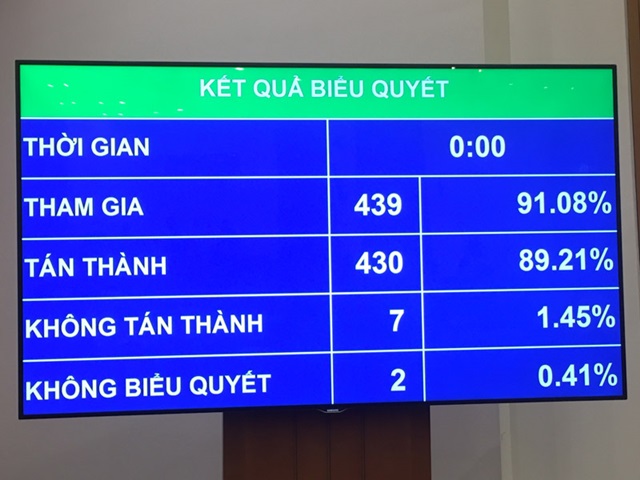 KẾT QUẢ BIỂU QUYẾT
THỜI GIAN 0:00
THAM GIA 439 91.08%
TÁN THÀNH 430 89.21%
KHÔNG TÁN THÀNH 7 1.45%
KHÔNG BIỂU QUYẾT 2 0.41%